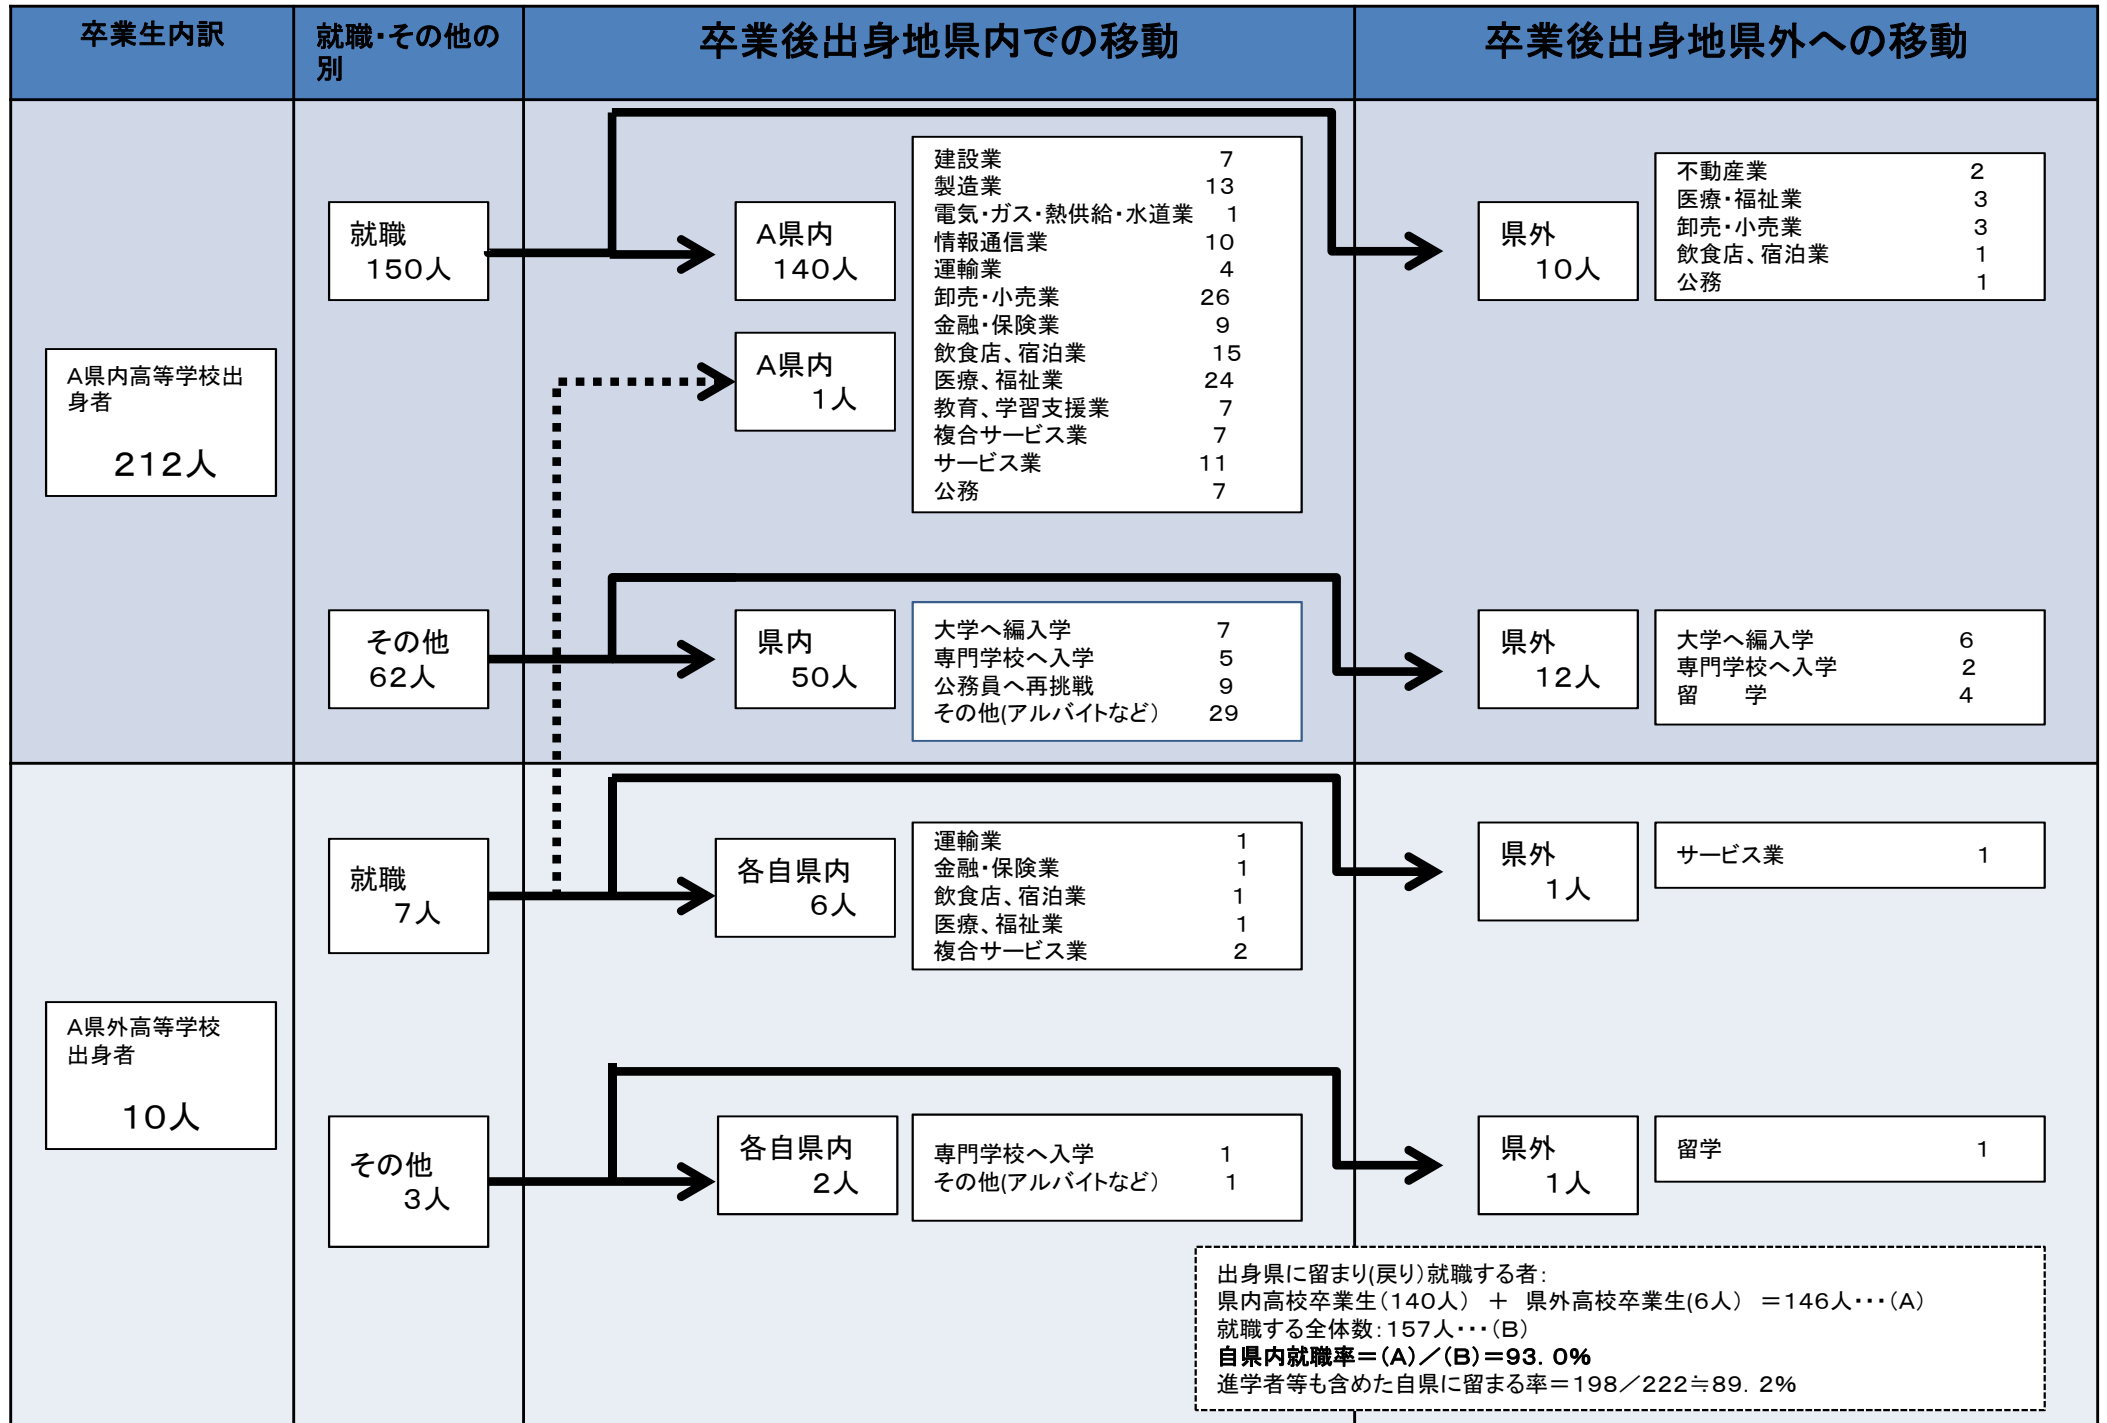 卒業生内訳
就職・その他の
別
卒業後出身地県内での移動
卒業後出身地県外への移動
A県内高等学校出
身者
212人
就職
150人
A県内
140人
A県内
1人
建設業 7
製造業 13
電気・ガス・熱供給・水道業 1
情報通信業 10
運輸業 4
卸売・小売業 26
金融・保険業 9
飲食店、宿泊業 15
医療、福祉業 24
教育、学習支援業 7
複合サービス業 7
サービス業 11
公務 7
県外
10人
不動産業 2
医療・福祉業 3
卸売・小売業 3
飲食店、宿泊業 1
公務 1
その他
62人
県内
50人
大学へ編入学 7
専門学校へ入学 5
公務員へ再挑戦 9
その他(アルバイトなど） 29
県外
12人
大学へ編入学 6
専門学校へ入学 2
留　　学 4
A県外高等学校
出身者
10人
就職
7人
各自県内
6人
運輸業 1
金融・保険業 1
飲食店、宿泊業 1
医療、福祉業 1
複合サービス業 2
県外
1人
サービス業 1
その他
3人
各自県内
2人
専門学校へ入学 1
その他(アルバイトなど） 1
県外
1人
留学 1
出身県に留まり(戻り）就職する者：
県内高校卒業生（140人） ＋ 県外高校卒業生(6人） ＝146人・・・（A）
就職する全体数：157人・・・（B）
自県内就職率＝（A）／（B）＝93．0％
進学者等も含めた自県に留まる率＝198／222≒89．2％